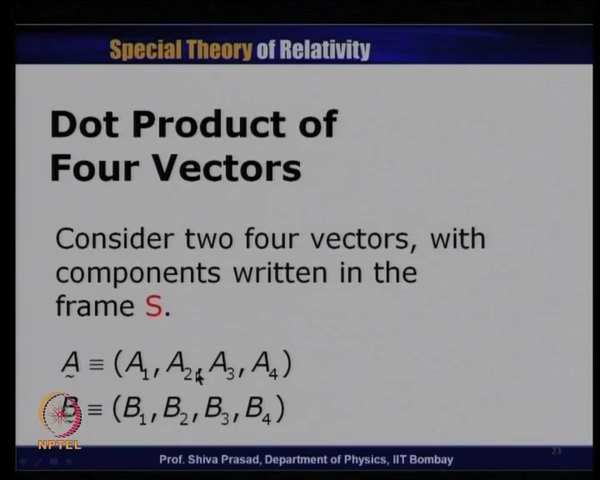 Special Theory of Relativity
Dot Product of
Four Vectors
Consider two four vectors, with
components written in the
frame S.
A ≡ (A₁, A₂, A₃, A₄)
B ≡ (B₁, B₂, B₃, B₄)
NPTEL
23
Prof. Shiva Prasad, Department of Physics, IIT Bombay